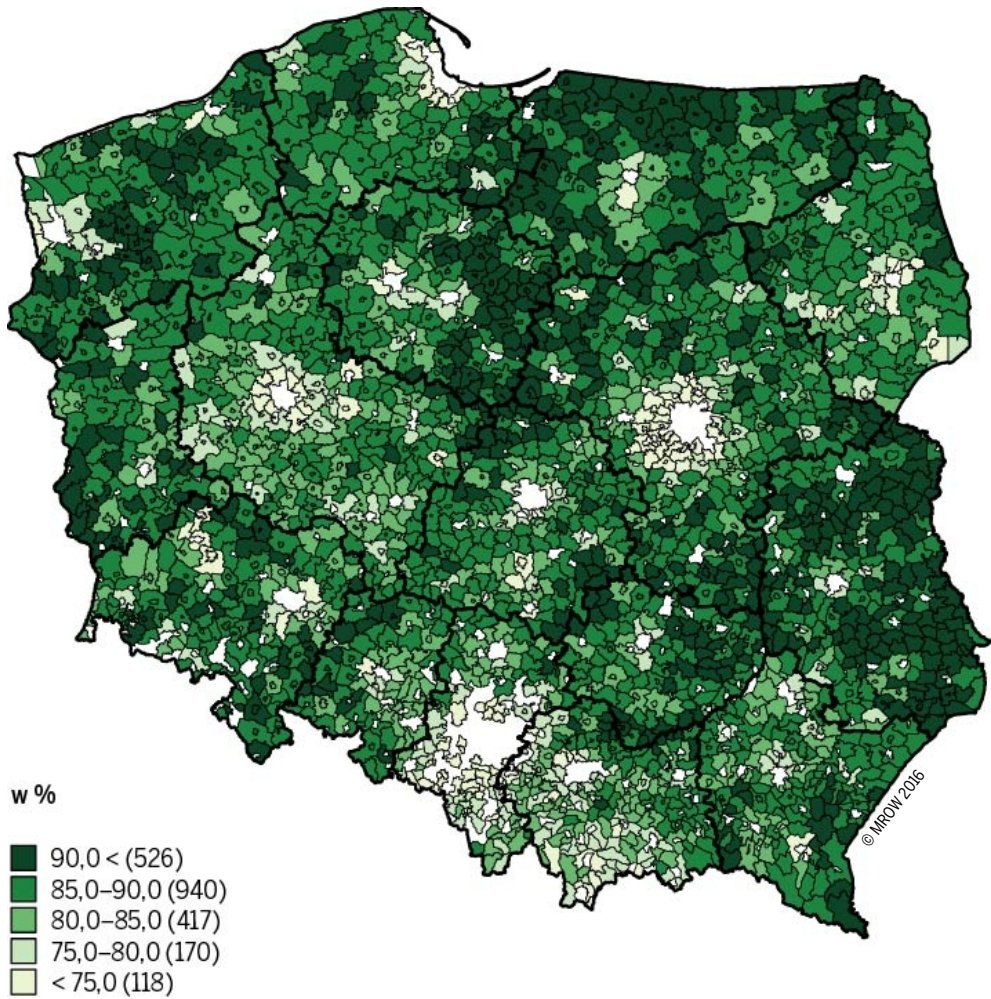 w %
90,0 < (526)
85,0–90,0 (940)
80,0–85,0 (417)
75,0–80,0 (170)
< 75,0 (118)
© MROW 2016